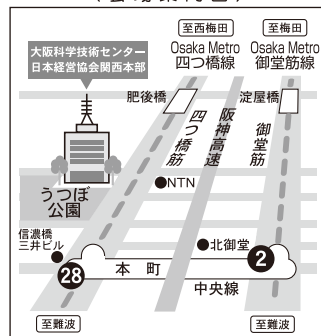 至西梅田
至梅田
Osaka Metro
四つ橋線
Osaka Metro
御堂筋線
大阪科学技術センター
日本経営協会関西本部
肥後橋
淀屋橋
四つ橋筋
阪神高速
御堂筋
うつぼ
公園
NTN
信濃橋
三井ビル
北御堂
28
本町
2
中央線
至難波
至難波